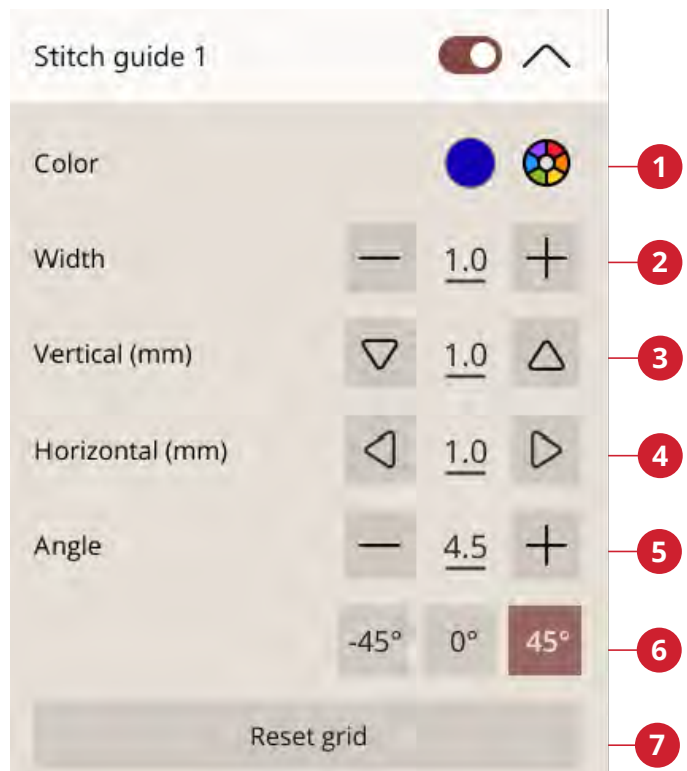 Stitch guide 1
Color 1
Width 1.0 2
Vertical (mm) 1.0 3
Horizontal (mm) 1.0 4
Angle 4.5 5
-45° 0° 45° 6
Reset grid 7